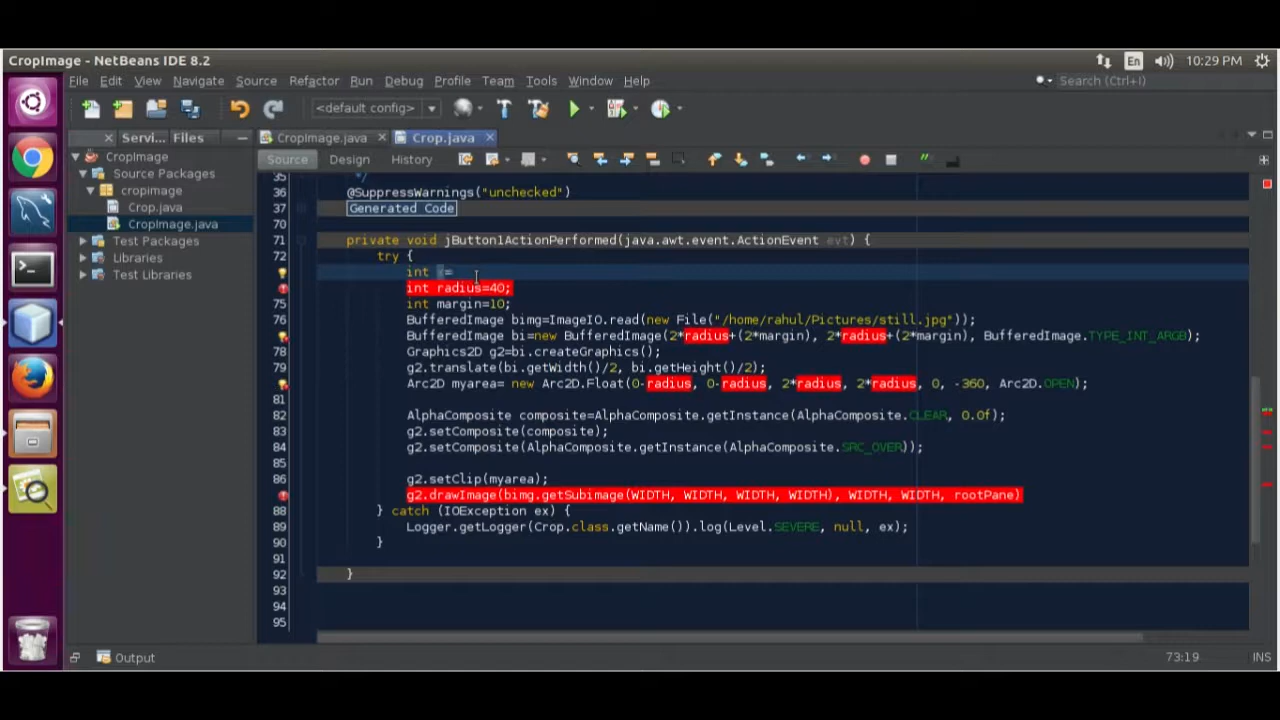 CropImage - NetBeans IDE 8.2
En
10:29 PM
File Edit View Navigate Source Refactor Run Debug Profile Team Tools Window Help
Search (Ctrl+I)
<default config>
Servi... Files
CropImage.java
Crop.java
Source Design History
CropImage
Source Packages
cropimage
Crop.java
CropImage.java
Test Packages
Libraries
Test Libraries
35 */
36 @SuppressWarnings("unchecked")
37 Generated Code
70
71 private void jButton1ActionPerformed(java.awt.event.ActionEvent evt) {
72 try {
int x=
int radius=40;
75 int margin=10;
76 BufferedImage bimg=ImageIO.read(new File("/home/rahul/Pictures/still.jpg"));
BufferedImage bi=new BufferedImage(2*radius+(2*margin), 2*radius+(2*margin), BufferedImage.TYPE_INT_ARGB);
78 Graphics2D g2=bi.createGraphics();
79 g2.translate(bi.getWidth()/2, bi.getHeight()/2);
Arc2D myarea= new Arc2D.Float(0-radius, 0-radius, 2*radius, 2*radius, 0, -360, Arc2D.OPEN);
81
82 AlphaComposite composite=AlphaComposite.getInstance(AlphaComposite.CLEAR, 0.0f);
83 g2.setComposite(composite);
84 g2.setComposite(AlphaComposite.getInstance(AlphaComposite.SRC_OVER));
85
86 g2.setClip(myarea);
g2.drawImage(bimg.getSubimage(WIDTH, WIDTH, WIDTH, WIDTH), WIDTH, WIDTH, rootPane)
88 } catch (IOException ex) {
89 Logger.getLogger(Crop.class.getName()).log(Level.SEVERE, null, ex);
90 }
91
92 }
93
94
95
Output
73:19 INS